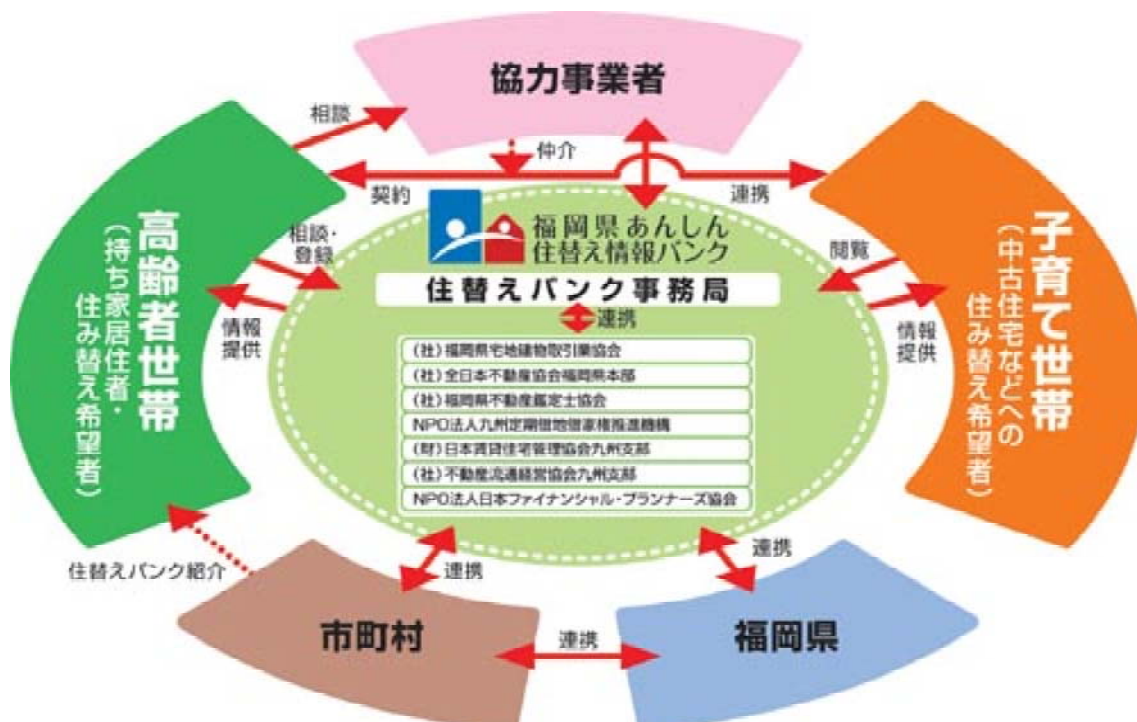 協力事業者
相談
仲介
契約
連携
福岡県あんしん
住替え情報バンク
住替えバンク事務局
連携
(社)福岡県宅地建物取引業協会
(社)全日本不動産協会福岡県本部
(社)福岡県不動産鑑定士協会
NPO法人九州定期借地借家権推進機構
(財)日本賃貸住宅管理協会九州支部
(社)不動産流通経営協会九州支部
NPO法人日本ファイナンシャル・プランナーズ協会
高齢者世帯
(持ち家居住者・
住み替え希望者)
相談・
登録
情報
提供
子育て世帯
(中古住宅などへの
住み替え希望者)
閲覧
情報
提供
住替えバンク紹介
連携
連携
市町村
連携
福岡県